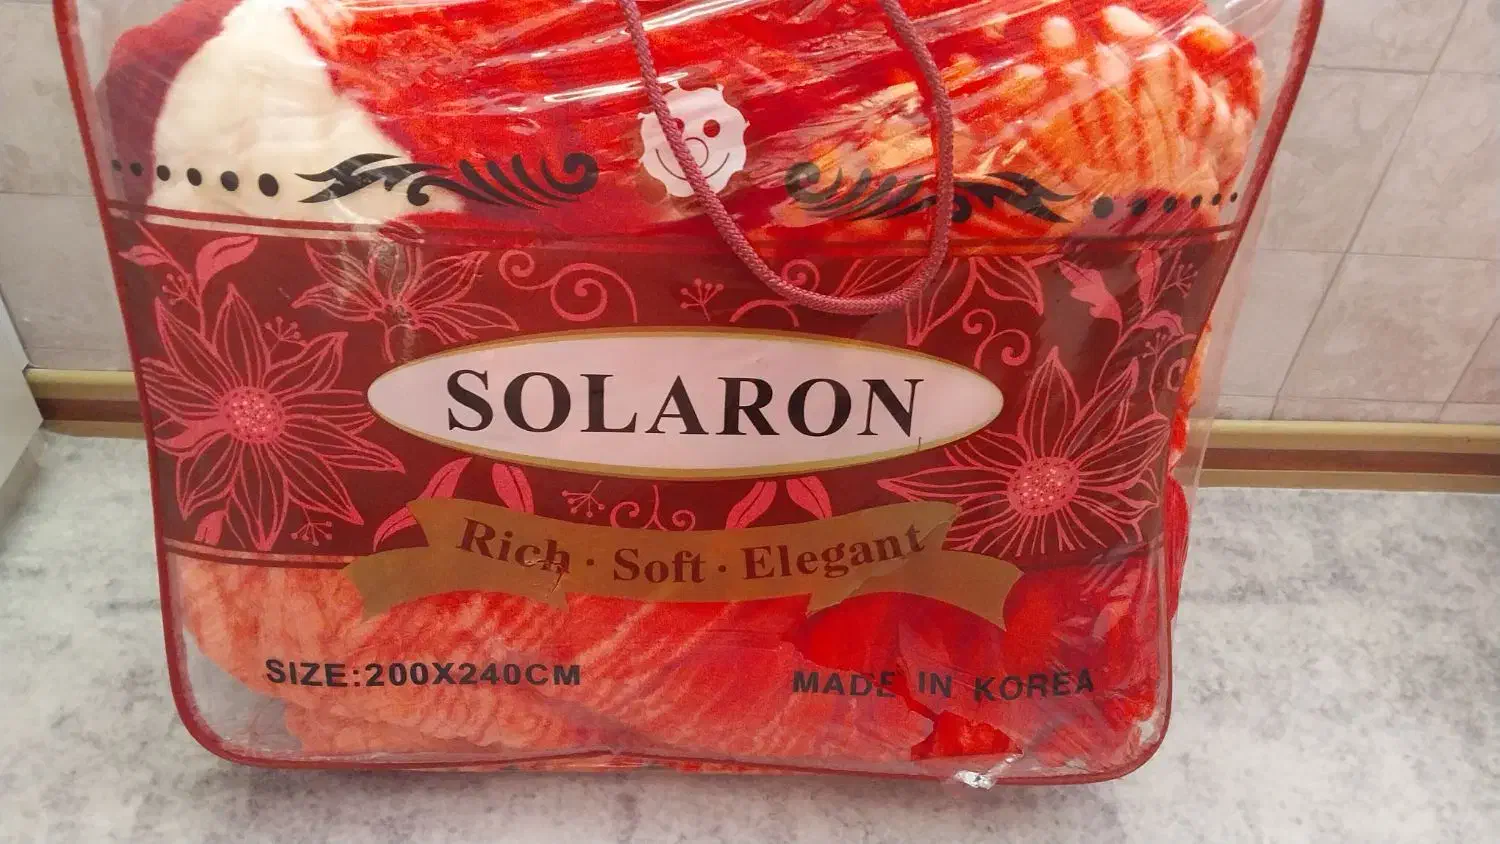 SOLARON
Rich · Soft · Elegant
SIZE:200X240CM
MADE IN KOREA